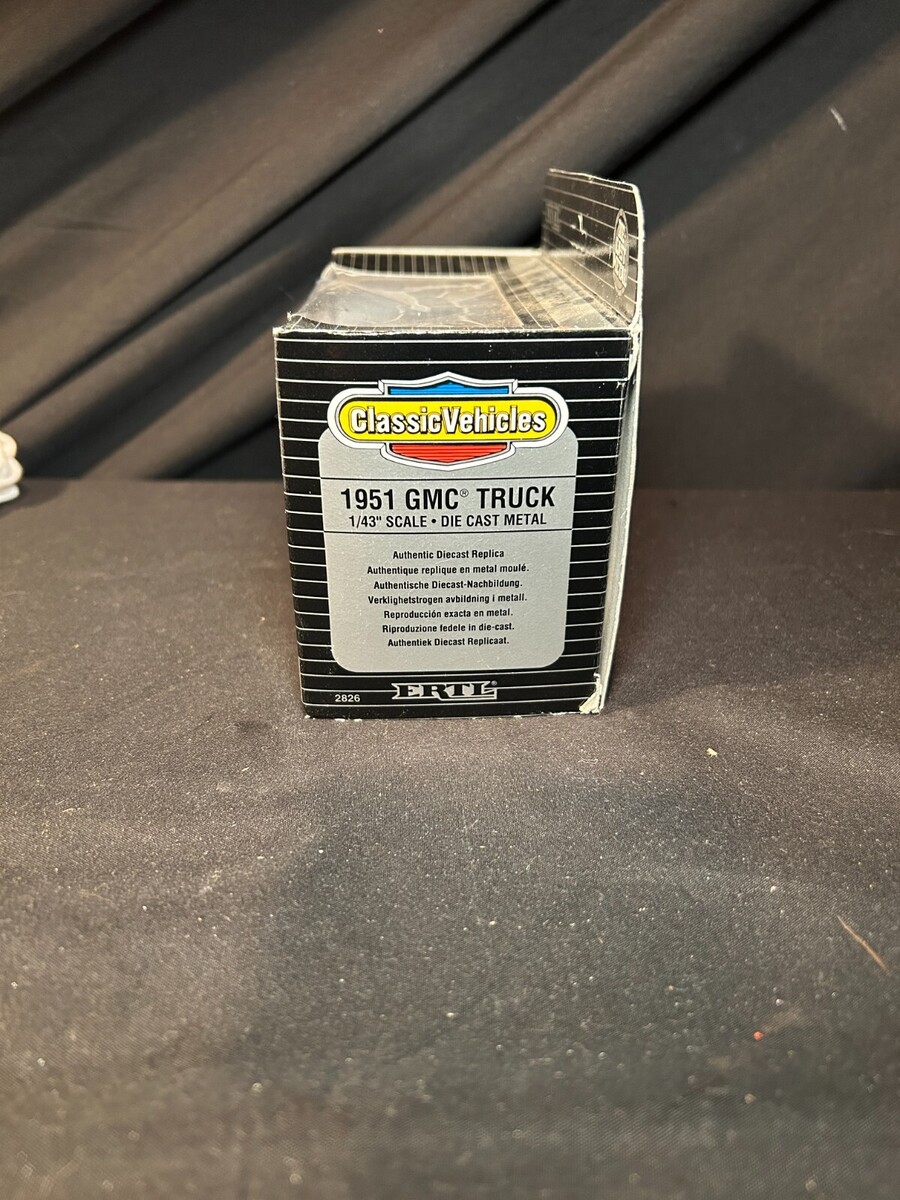 ClassicVehicles
1951 GMC® TRUCK
1/43" SCALE • DIE CAST METAL
Authentic Diecast Replica
Authentique replique en metal moulé.
Authentische Diecast-Nachbildung.
Verklighetstrogen avbildning i metall.
Reproducción exacta en metal.
Riproduzione fedele in die-cast.
Authentiek Diecast Replicaat.
2826 ERTL®